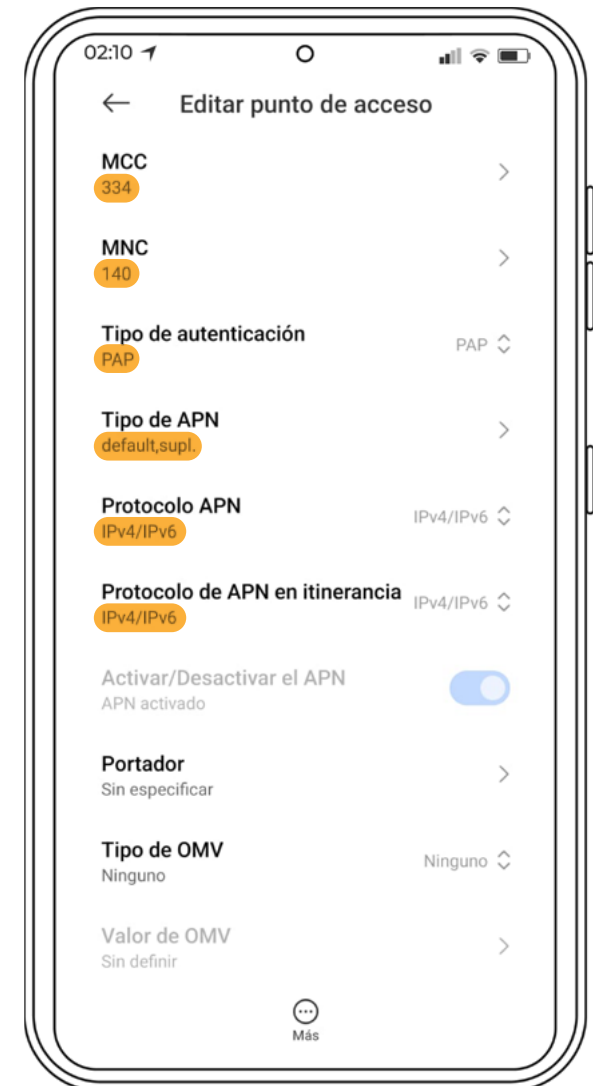 02:10
Editar punto de acceso
MCC
334
MNC
140
Tipo de autenticación
PAP
PAP
Tipo de APN
default,supl.
Protocolo APN
IPv4/IPv6
IPv4/IPv6
Protocolo de APN en itinerancia
IPv4/IPv6
IPv4/IPv6
Activar/Desactivar el APN
APN activado
Portador
Sin especificar
Tipo de OMV
Ninguno
Ninguno
Valor de OMV
Sin definir
Más